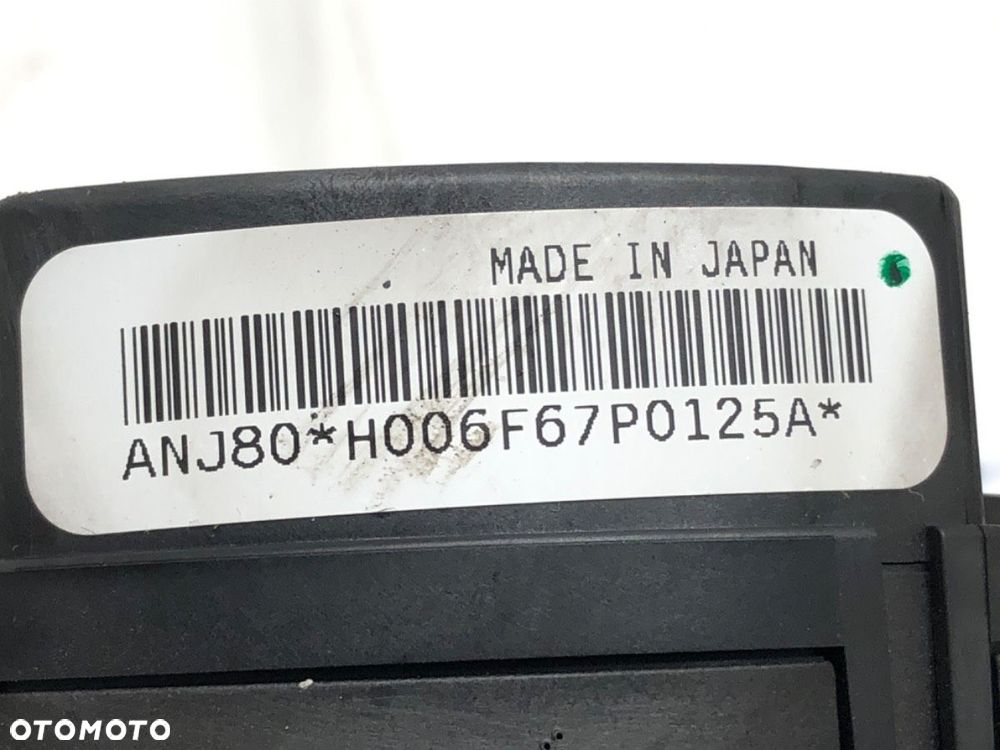 MADE IN JAPAN
ANJ80*H006F67P0125A*
OTOMOTO